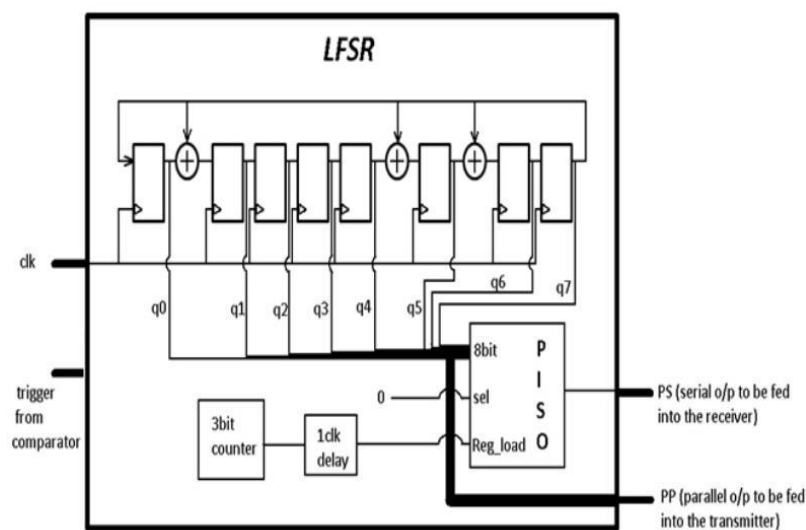 LFSR
clk
q0
q1
q2
q3
q4
q5
q6
q7
trigger
from
comparator
3bit
counter
1clk
delay
0
8bit
sel
Reg_load
P
I
S
O
PS (serial o/p to be fed
into the receiver)
PP (parallel o/p to be fed
into the transmitter)